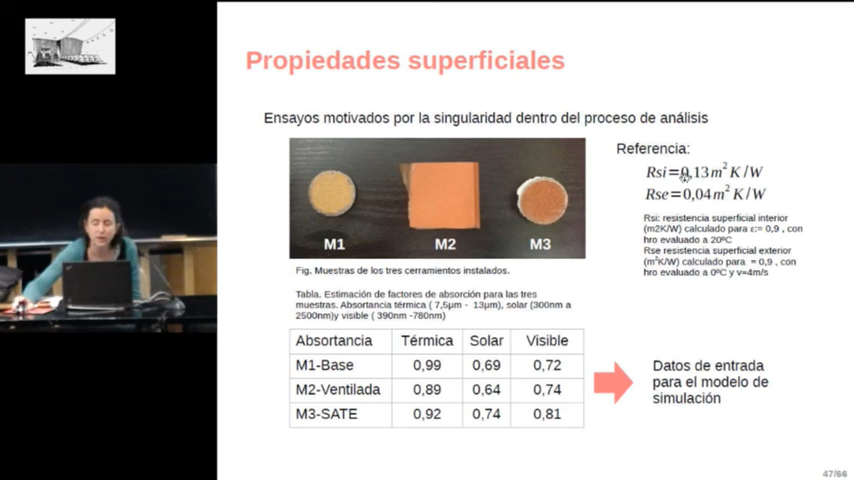 Propiedades superficiales
Ensayos motivados por la singularidad dentro del proceso de análisis
M1
M2
M3
Fig. Muestras de los tres cerramientos instalados.
Tabla. Estimación de factores de absorción para las tres
muestras. Absortancia térmica ( 7,5µm - 13µm), solar (300nm a
2500nm)y visible ( 390nm -780nm)
Absortancia Térmica Solar Visible
M1-Base 0,99 0,69 0,72
M2-Ventilada 0,89 0,64 0,74
M3-SATE 0,92 0,74 0,81
Referencia:
Rsi=0,13m² K/W
Rse=0,04m² K/W
Rsi: resistencia superficial interior
(m2K/W) calculado para ε:= 0,9 , con
hro evaluado a 20ºC
Rse resistencia superficial exterior
(m²K/W) calculado para = 0,9 , con
hro evaluado a 0ºC y v=4m/s
Datos de entrada
para el modelo de
simulación
47/66